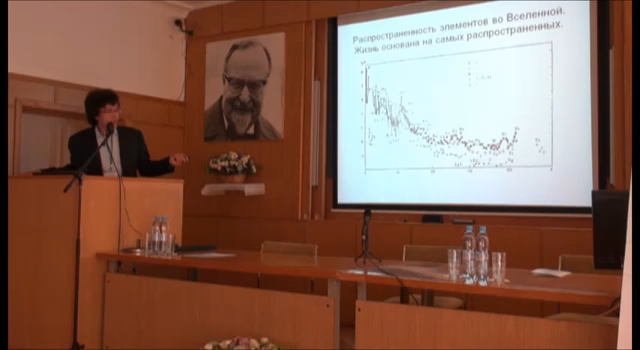 Распространенность элементов во Вселенной.
Жизнь основана на самых распространенных.